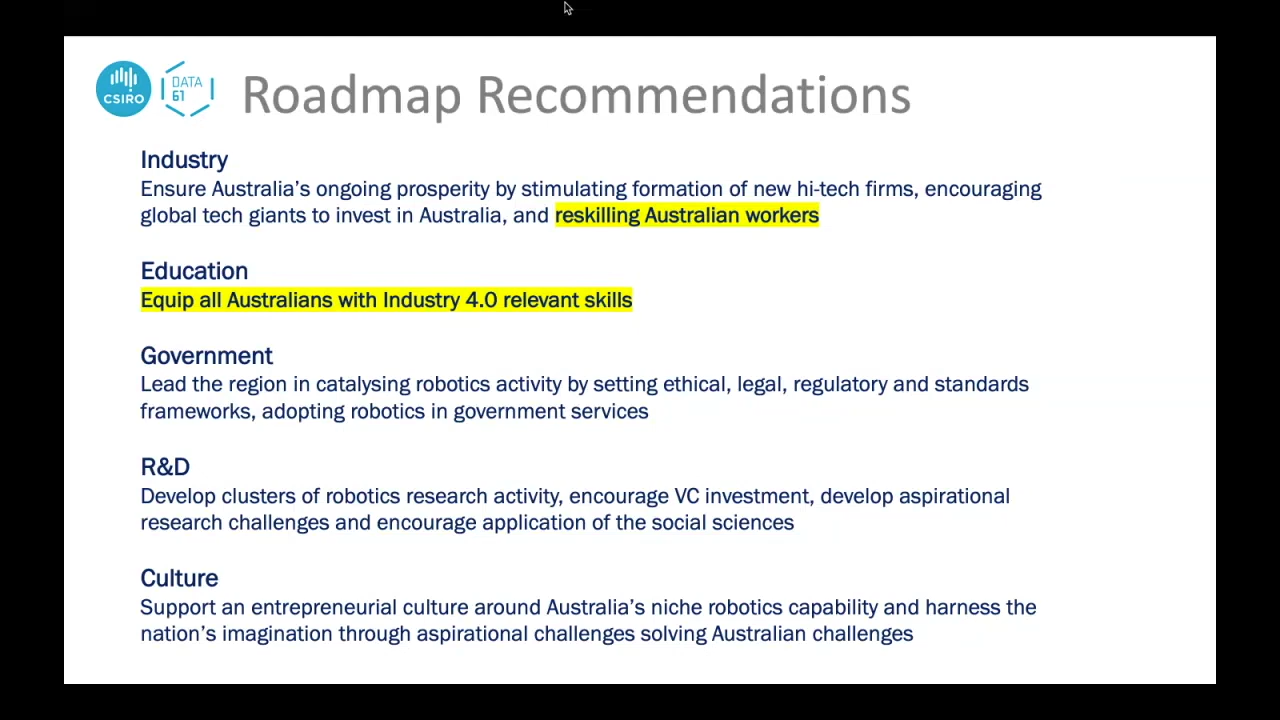 CSIRO
DATA
61
Roadmap Recommendations
Industry
Ensure Australia’s ongoing prosperity by stimulating formation of new hi-tech firms, encouraging
global tech giants to invest in Australia, and reskilling Australian workers
Education
Equip all Australians with Industry 4.0 relevant skills
Government
Lead the region in catalysing robotics activity by setting ethical, legal, regulatory and standards
frameworks, adopting robotics in government services
R&D
Develop clusters of robotics research activity, encourage VC investment, develop aspirational
research challenges and encourage application of the social sciences
Culture
Support an entrepreneurial culture around Australia’s niche robotics capability and harness the
nation’s imagination through aspirational challenges solving Australian challenges